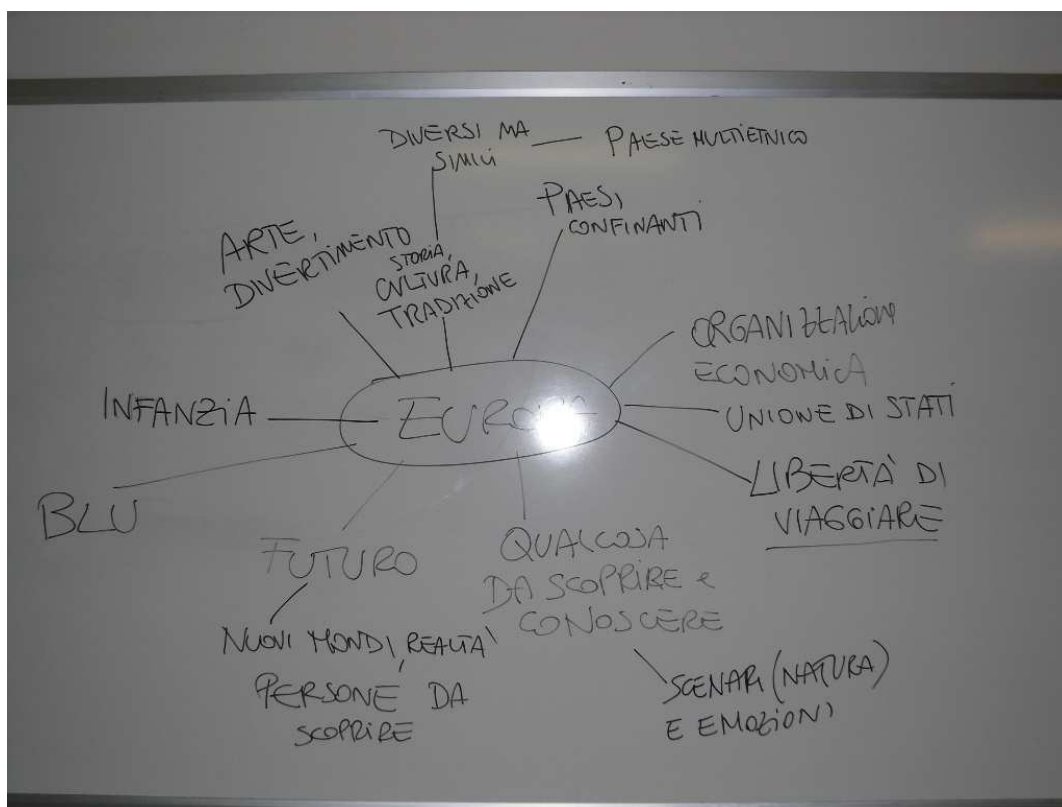 DIVERSI MA
SIMILI
PAESE MULTIETNICO
PAESI
CONFINANTI
ARTE,
DIVERTIMENTO
STORIA,
CULTURA,
TRADIZIONE
ORGANIZZAZIONE
ECONOMICA
INFANZIA
EUROPA
UNIONE DI STATI
LIBERTÀ DI
VIAGGIARE
BLU
FUTURO
QUALCOSA
DA SCOPRIRE e
CONOSCERE
NUOVI MONDI, REALTÀ
PERSONE DA
SCOPRIRE
SCENARI (NATURA)
E EMOZIONI